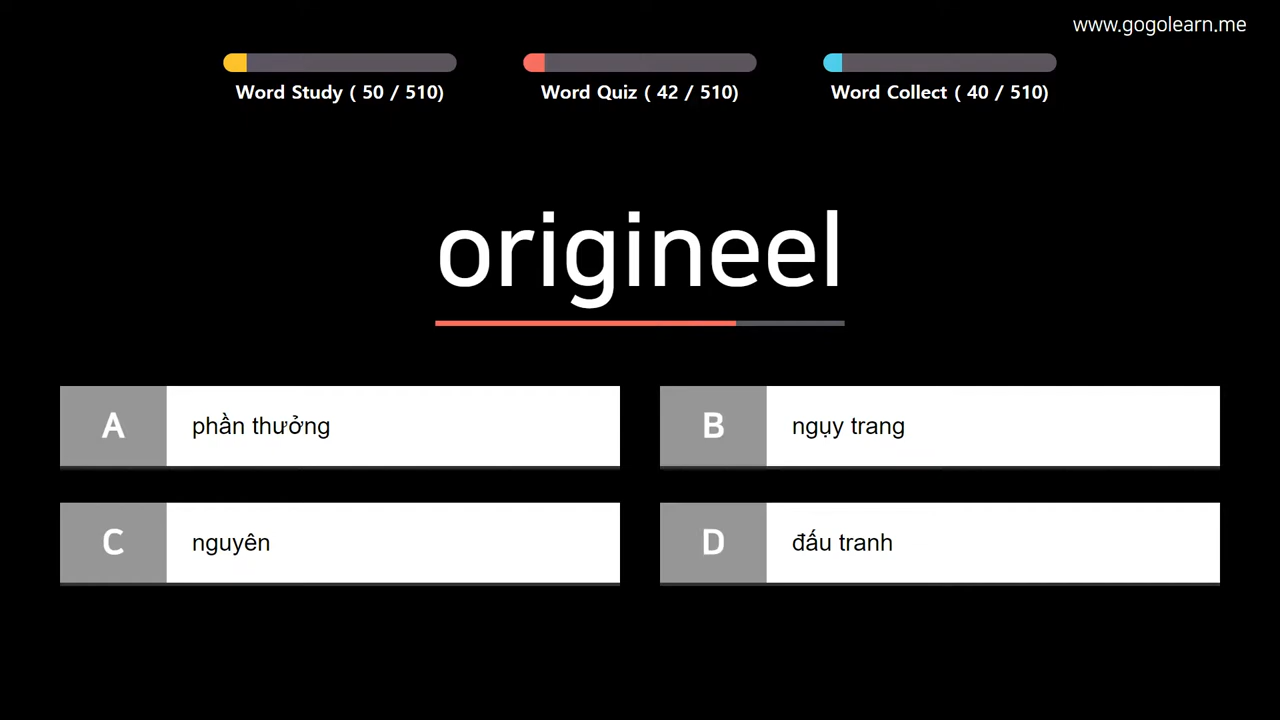 www.gogolearn.me
Word Study ( 50 / 510)
Word Quiz ( 42 / 510)
Word Collect ( 40 / 510)
origineel
A phần thưởng
B ngụy trang
C nguyên
D đấu tranh